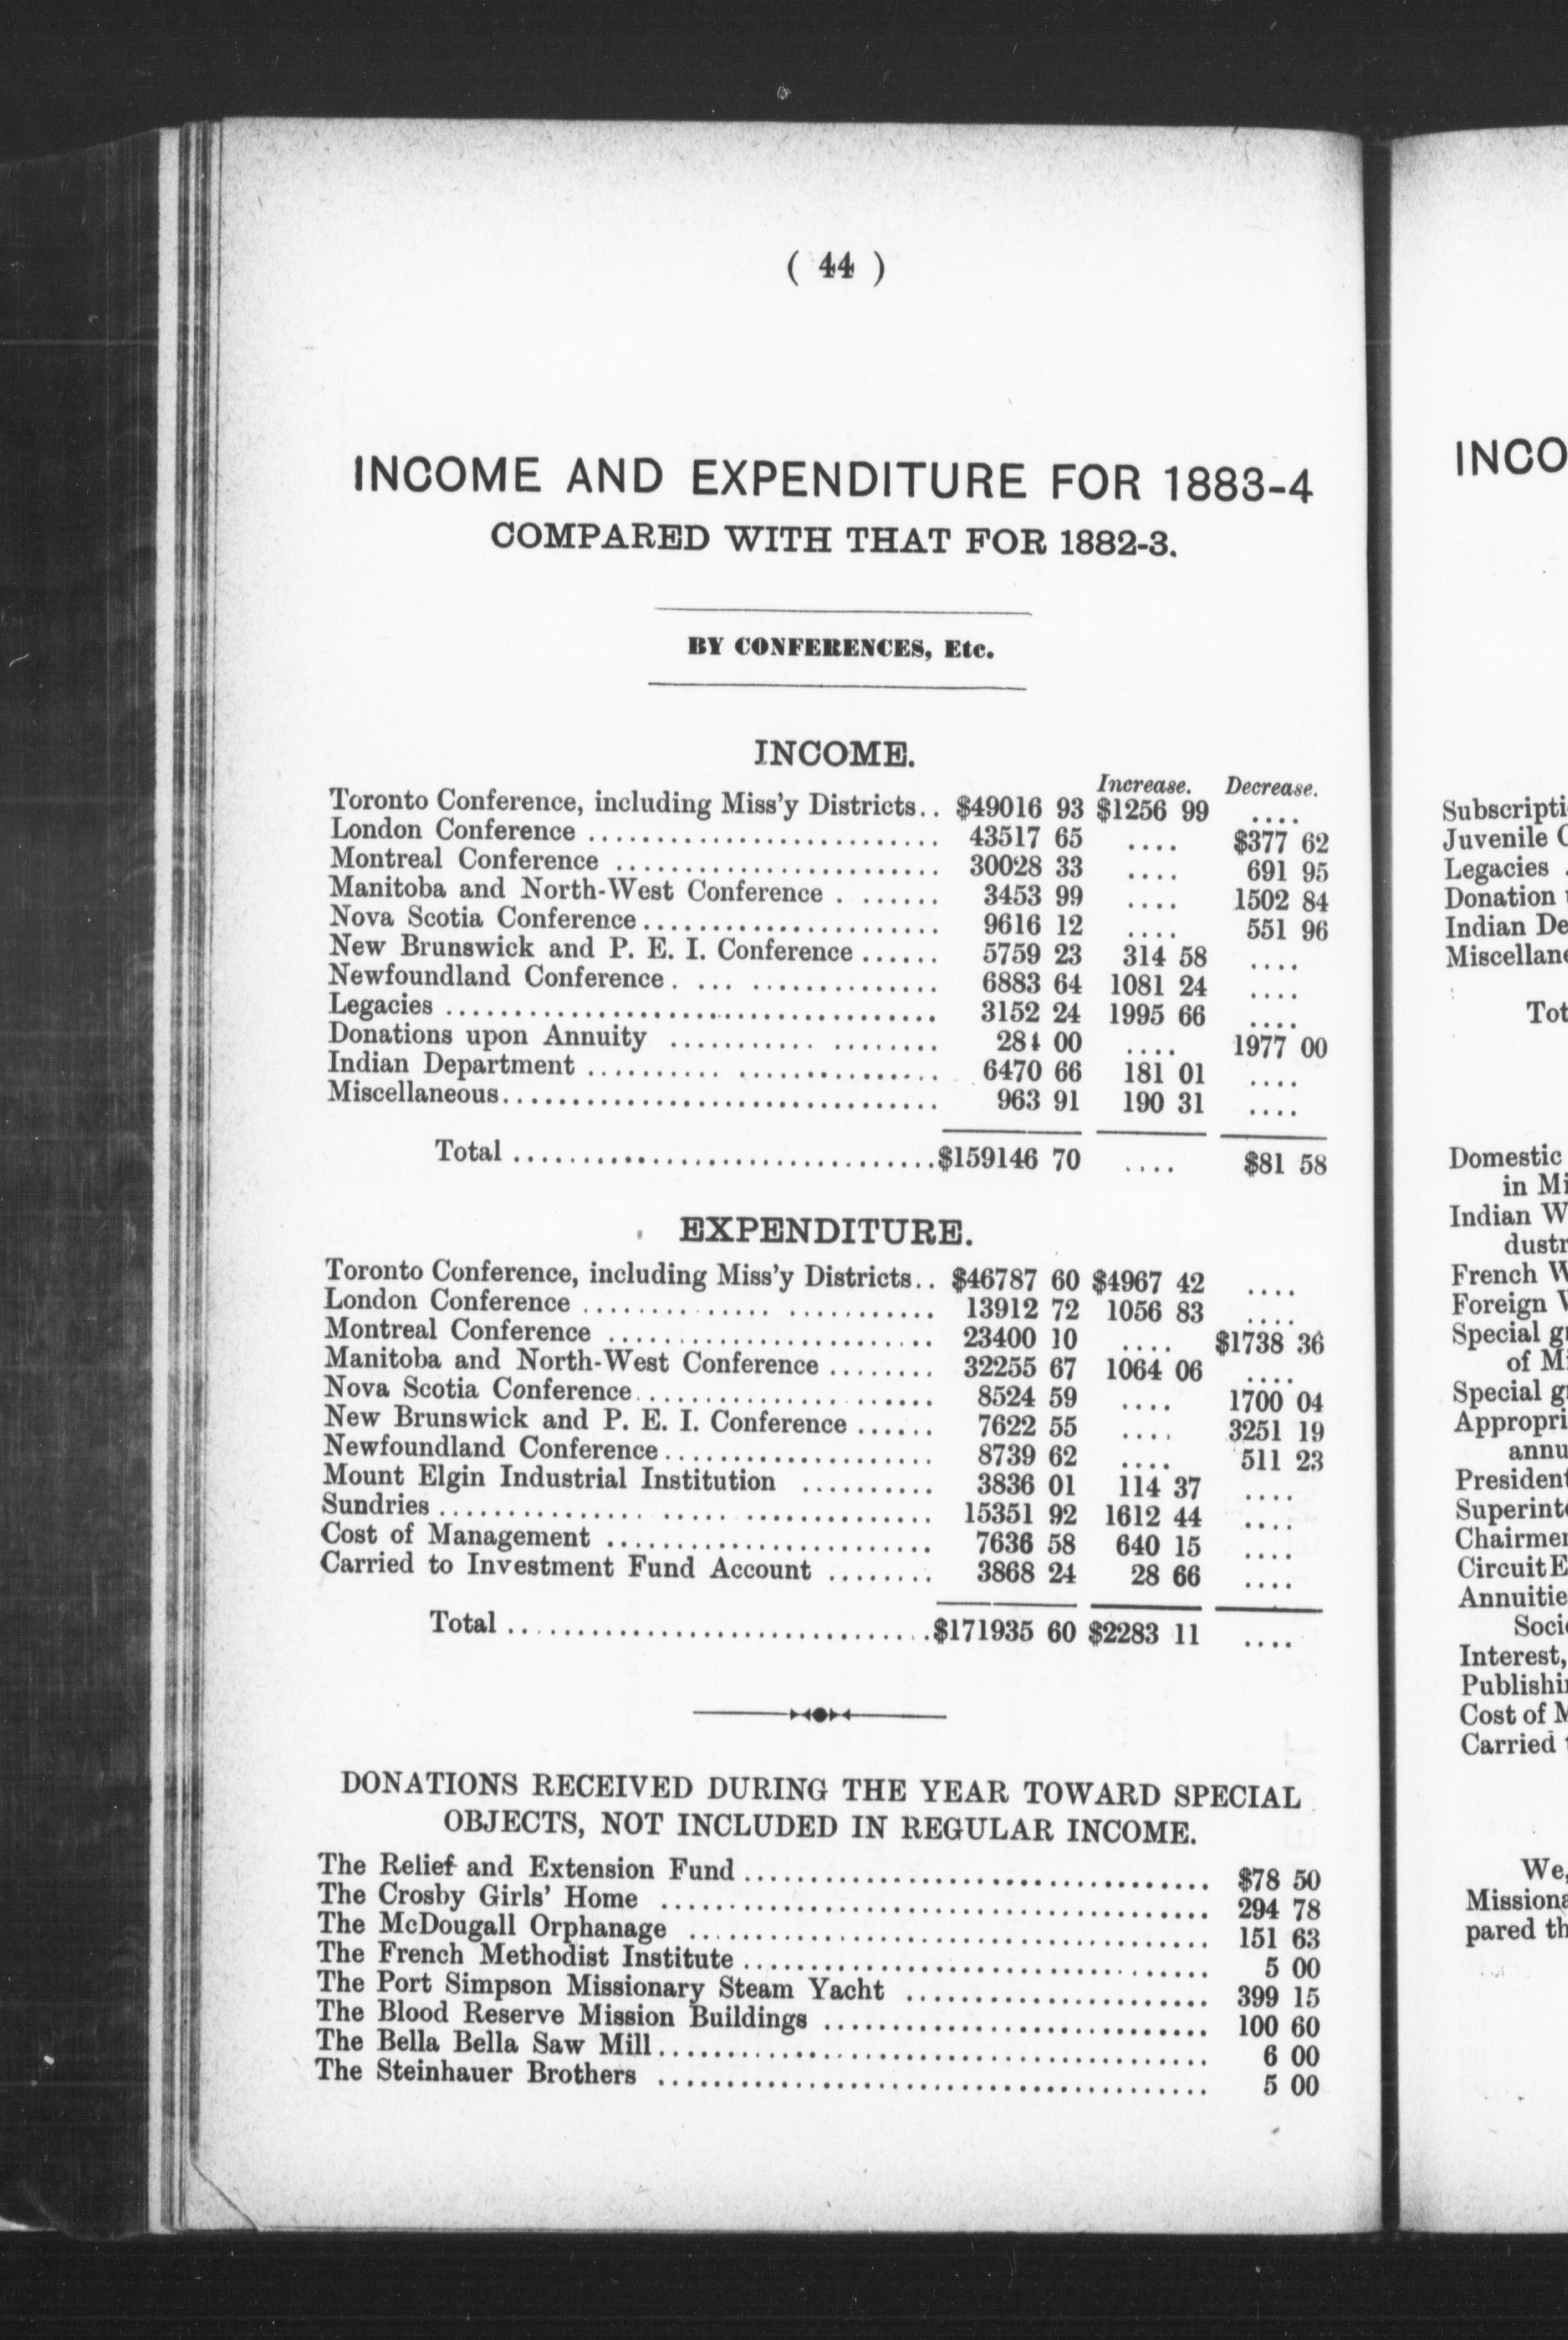 ( 44 )
INCOME AND EXPENDITURE FOR 1883-4
COMPARED WITH THAT FOR 1882-3.
BY CONFERENCES, Etc.
INCOME.
Increase. Decrease.
Toronto Conference, including Miss'y Districts.. $49016 93 $1256 99 ....
London Conference .......................... 43517 65 .... $377 62
Montreal Conference ........................ 30028 33 .... 691 95
Manitoba and North-West Conference . ...... 3453 99 .... 1502 84
Nova Scotia Conference...................... 9616 12 .... 551 96
New Brunswick and P. E. I. Conference ...... 5759 23 314 58 ....
Newfoundland Conference. ... .............. 6883 64 1081 24 ....
Legacies .................................... 3152 24 1995 66 ....
Donations upon Annuity ........... ........ 284 00 .... 1977 00
Indian Department .......... ............... 6470 66 181 01 ....
Miscellaneous................................ 963 91 190 31 ....
Total ...............................$159146 70 .... $81 58
EXPENDITURE.
Toronto Conference, including Miss'y Districts.. $46787 60 $4967 42 ....
London Conference ............... ........... 13912 72 1056 83 ....
Montreal Conference ........................ 23400 10 .... $1738 36
Manitoba and North-West Conference ........ 32255 67 1064 06 ....
Nova Scotia Conference...................... 8524 59 .... 1700 04
New Brunswick and P. E. I. Conference ...... 7622 55 .... 3251 19
Newfoundland Conference.................... 8739 62 .... 511 23
Mount Elgin Industrial Institution .......... 3836 01 114 37 ....
Sundries ............... ..... .............. 15351 92 1612 44 ....
Cost of Management ........................ 7636 58 640 15 ....
Carried to Investment Fund Account ........ 3868 24 28 66 ....
Total ...............................$171935 60 $2283 11 ....
DONATIONS RECEIVED DURING THE YEAR TOWARD SPECIAL
OBJECTS, NOT INCLUDED IN REGULAR INCOME.
The Relief and Extension Fund .................................. $78 50
The Crosby Girls' Home ........................................ 294 78
The McDougall Orphanage ...................................... 151 63
The French Methodist Institute .................................. 5 00
The Port Simpson Missionary Steam Yacht ...................... 399 15
The Blood Reserve Mission Buildings ............................ 100 60
The Bella Bella Saw Mill........................................ 6 00
The Steinhauer Brothers ........................................ 5 00
INCO
Subscripti
Juvenile
Legacies
Donation
Indian De
Miscellane
Tot
Domestic
in Mi
Indian W
dustr
French W
Foreign
Special g
of M
Special g
Appropri
annu
President
Superint
Chairme
Circuit E
Annuitie
Soci
Interest,
Publishi
Cost of M
Carried
We,
Missiona
pared th